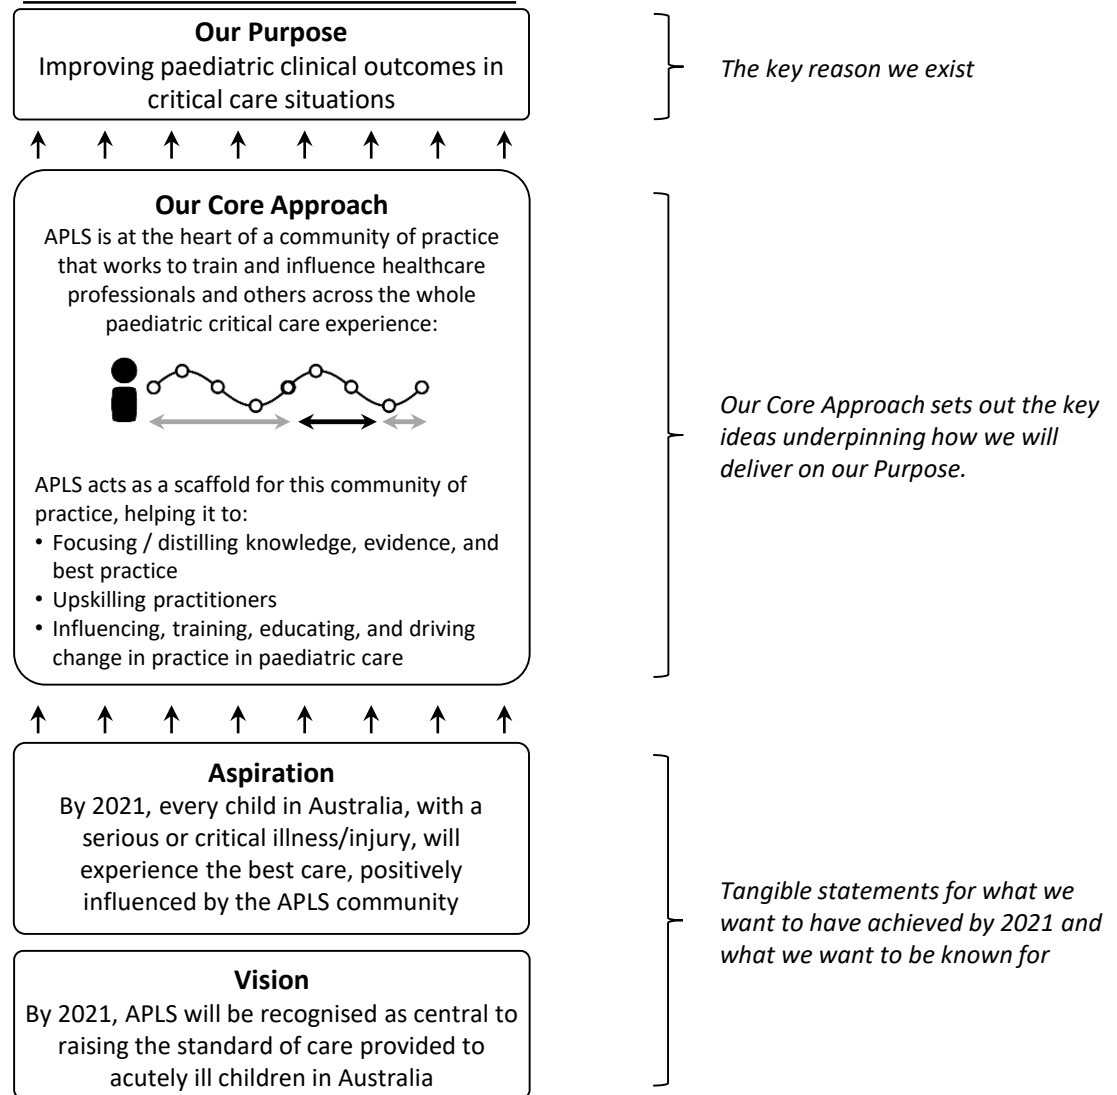 Our Purpose
Improving paediatric clinical outcomes in
critical care situations
The key reason we exist
Our Core Approach
APLS is at the heart of a community of practice
that works to train and influence healthcare
professionals and others across the whole
paediatric critical care experience:
APLS acts as a scaffold for this community of
practice, helping it to:
• Focusing / distilling knowledge, evidence, and
best practice
• Upskilling practitioners
• Influencing, training, educating, and driving
change in practice in paediatric care
Our Core Approach sets out the key
ideas underpinning how we will
deliver on our Purpose.
Aspiration
By 2021, every child in Australia, with a
serious or critical illness/injury, will
experience the best care, positively
influenced by the APLS community
Vision
By 2021, APLS will be recognised as central to
raising the standard of care provided to
acutely ill children in Australia
Tangible statements for what we
want to have achieved by 2021 and
what we want to be known for